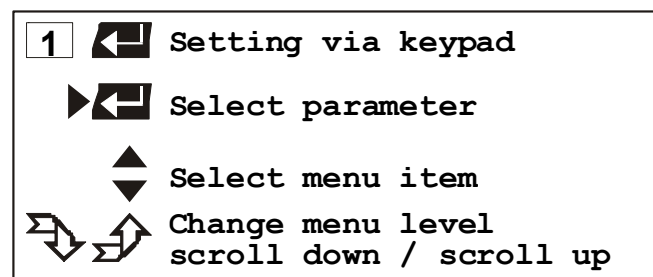 1 Setting via keypad
Select parameter
Select menu item
Change menu level
scroll down / scroll up